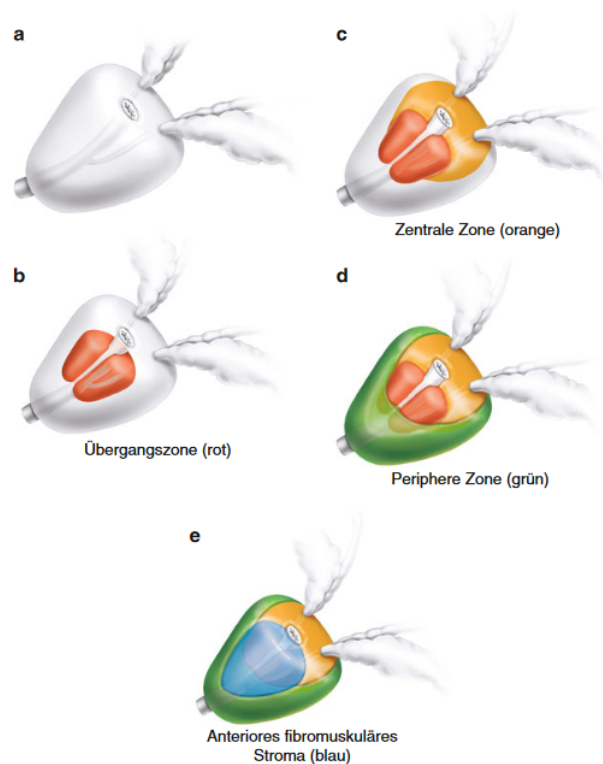 a
c
Zentrale Zone (orange)
b
d
Übergangszone (rot)
Periphere Zone (grün)
e
Anteriores fibromuskuläres
Stroma (blau)